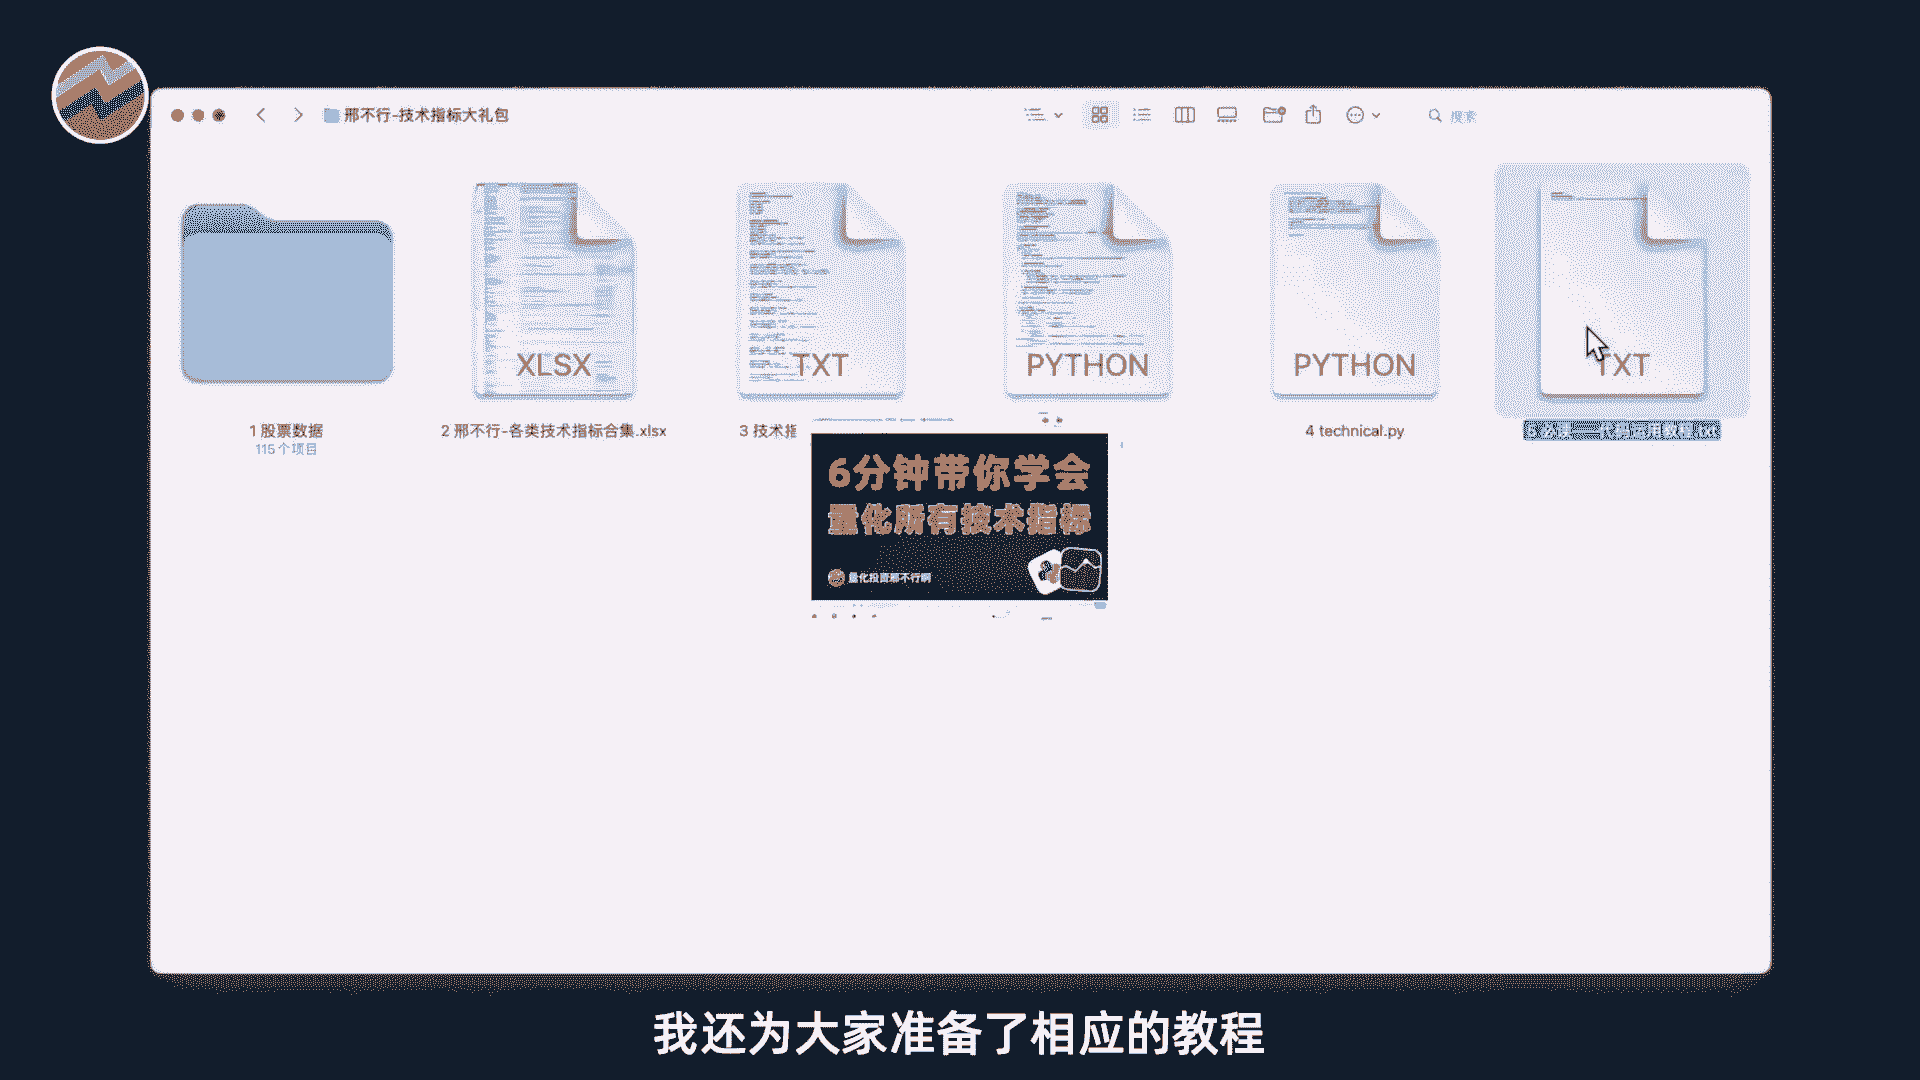 邢不行-技术指标大礼包
搜索
XLSX
TXT
PYTHON
PYTHON
TXT
1 股票数据
115个项目
2 邢不行-各类技术指标合集.xlsx
3 技术指
4 technical.py
5 必读——代码运用教程.txt
6分钟带你学会
量化所有技术指标
量化投资邢不行啊
我还为大家准备了相应的教程